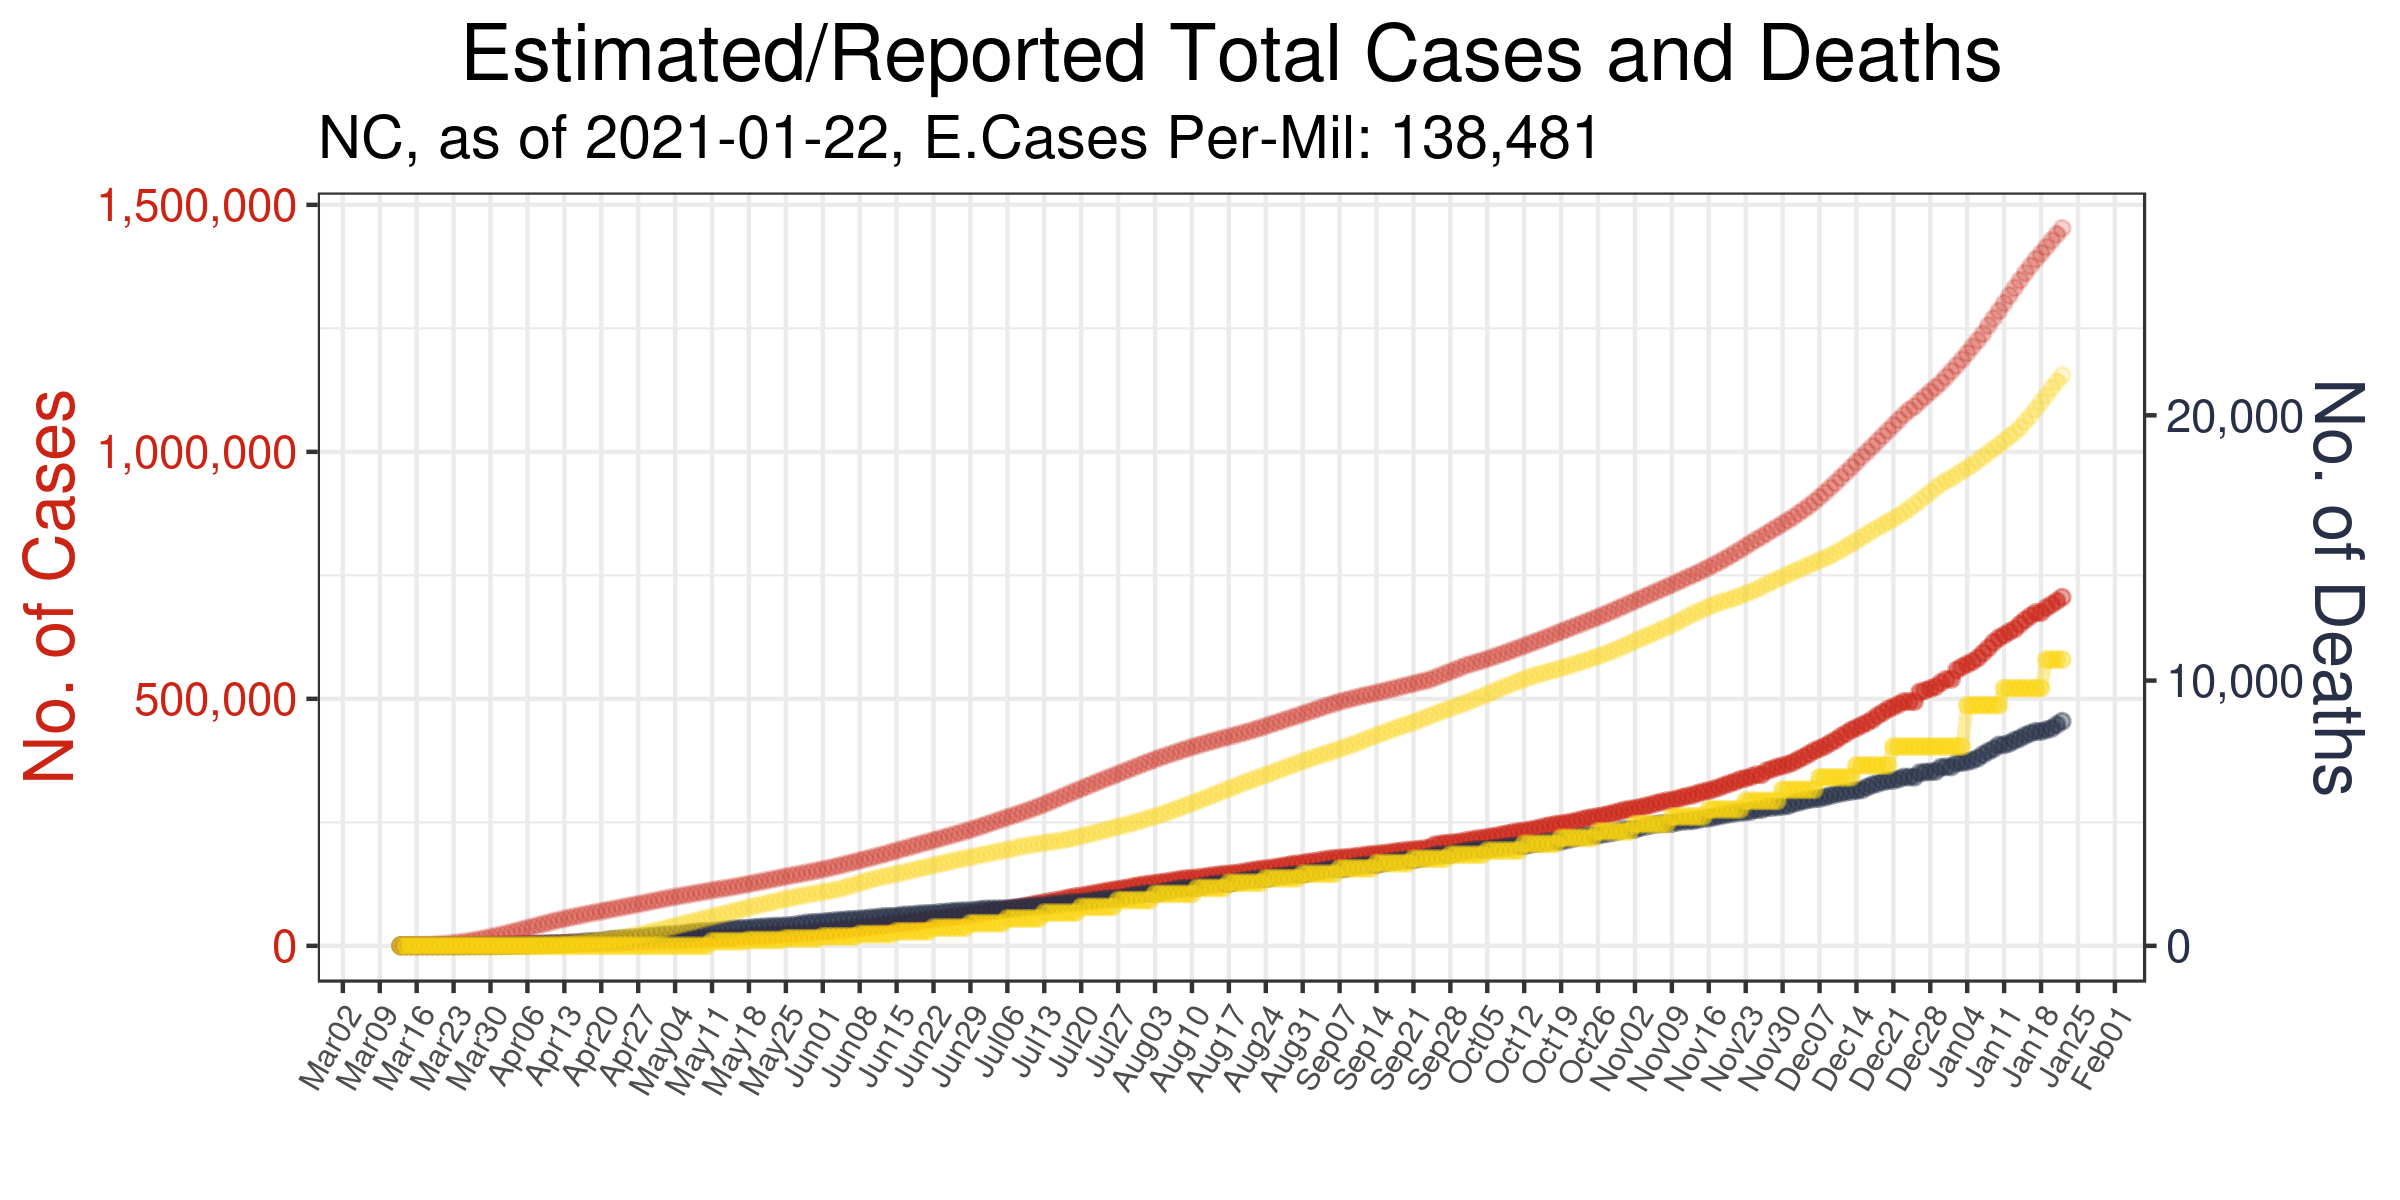 Estimated/Reported Total Cases and Deaths
NC, as of 2021-01-22, E.Cases Per-Mil: 138,481
No. of Cases
1,500,000
1,000,000
500,000
0
20,000
10,000
0
No. of Deaths
Mar02
Mar09
Mar16
Mar23
Mar30
Apr06
Apr13
Apr20
Apr27
May04
May11
May18
May25
Jun01
Jun08
Jun15
Jun22
Jun29
Jul06
Jul13
Jul20
Jul27
Aug03
Aug10
Aug17
Aug24
Aug31
Sep07
Sep14
Sep21
Sep28
Oct05
Oct12
Oct19
Oct26
Nov02
Nov09
Nov16
Nov23
Nov30
Dec07
Dec14
Dec21
Dec28
Jan04
Jan11
Jan18
Jan25
Feb01